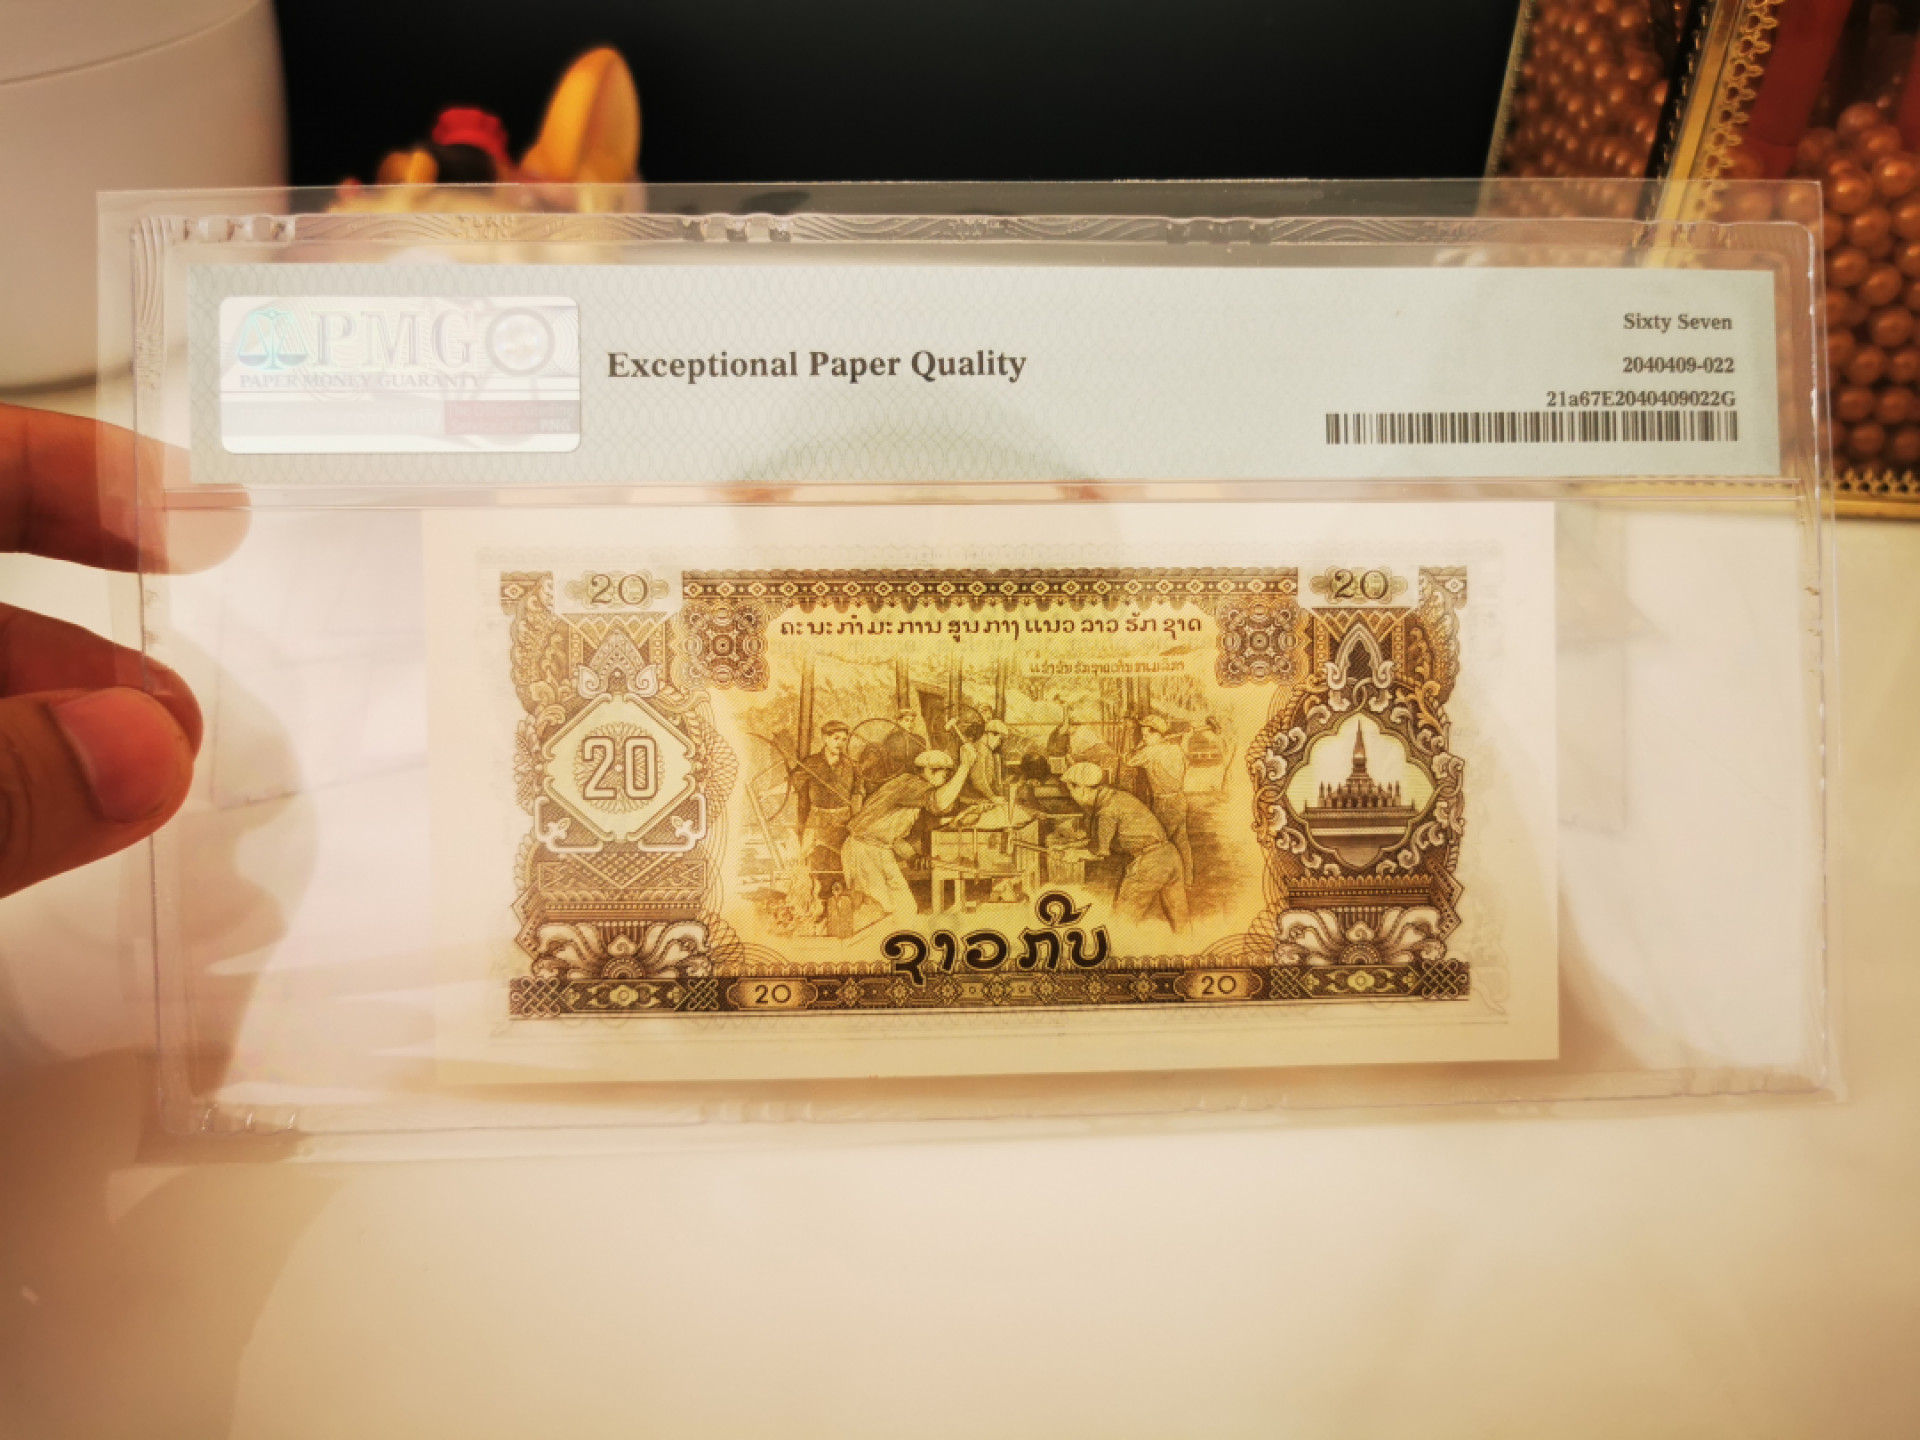 PMG
PAPER MONEY GUARANTY
Exceptional Paper Quality
Sixty Seven
2040409-022
21a67E2040409022G
20 20
ຄະນະກຳມະການ ສູນກາງ ແນວ ລາວ ຮັກ ຊາດ
20
ຊາວກີບ
20 20